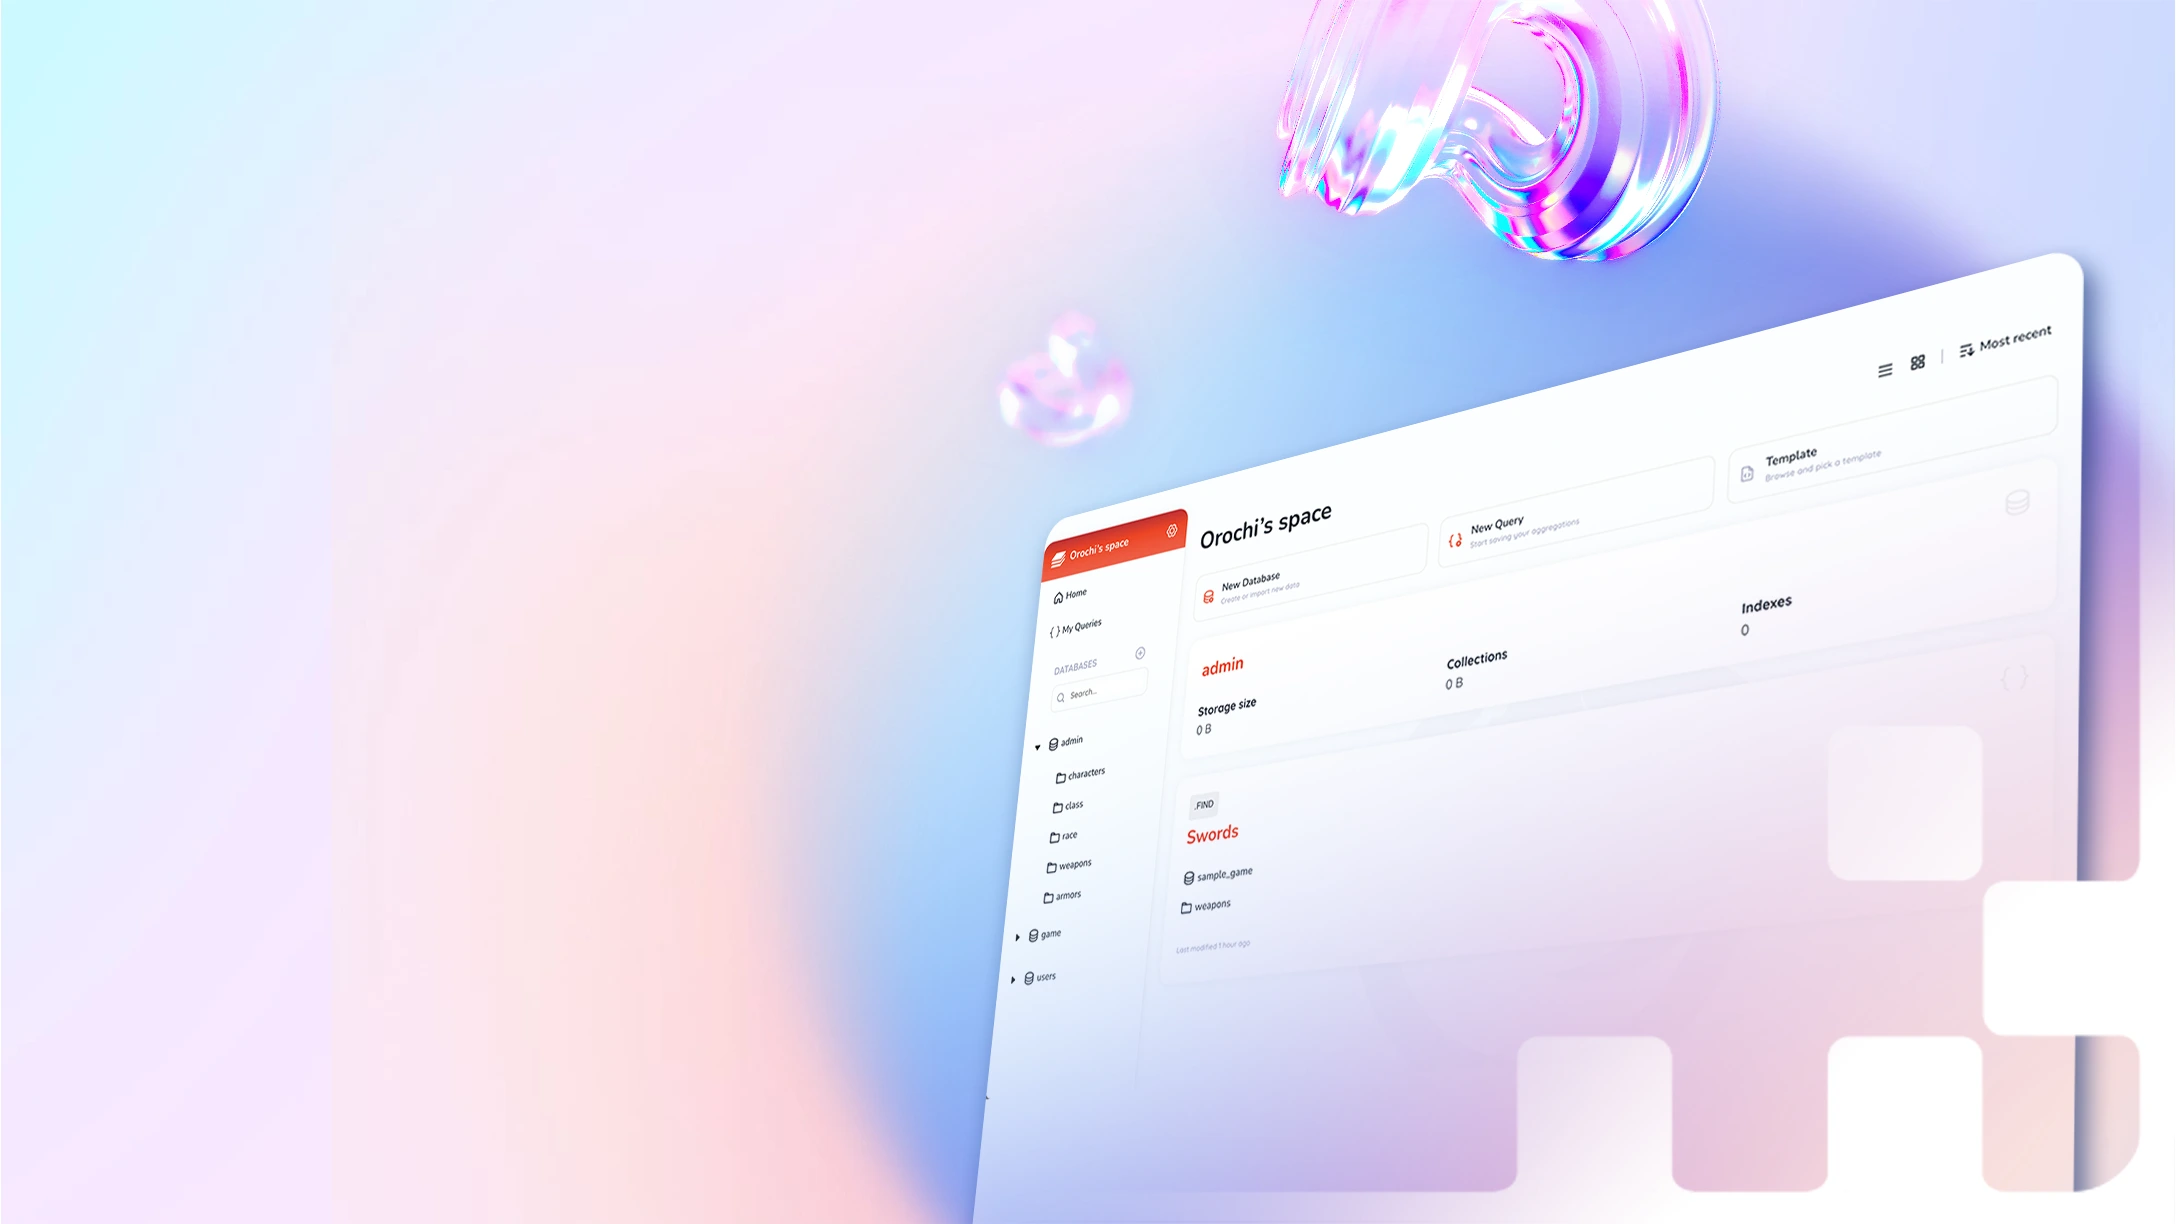 Most recent
Orochi's space
Home
{ } My Queries
DATABASES
Search...
admin
characters
class
race
weapons
armors
game
users
Orochi’s space
New Database
Create or import new data
New Query
Start saving your aggregations
Template
Browse and pick a template
admin
Storage size
0 B
Collections
0 B
Indexes
0
.FIND
Swords
sample_game
weapons
Last modified 1 hour ago